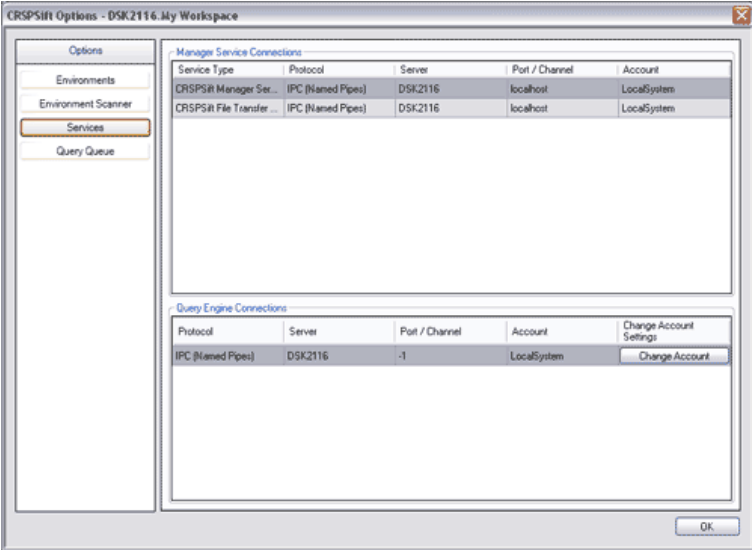 CRSPSift Options - DSK2116.My Workspace
Options
Environments
Environment Scanner
Services
Query Queue
Manager Service Connections
Service Type Protocol Server Port / Channel Account
CRSPSift Manager Ser... IPC (Named Pipes) DSK2116 localhost LocalSystem
CRSPSift File Transfer ... IPC (Named Pipes) DSK2116 localhost LocalSystem
Query Engine Connections
Protocol Server Port / Channel Account Change Account
Settings
IPC (Named Pipes) DSK2116 -1 LocalSystem Change Account
OK